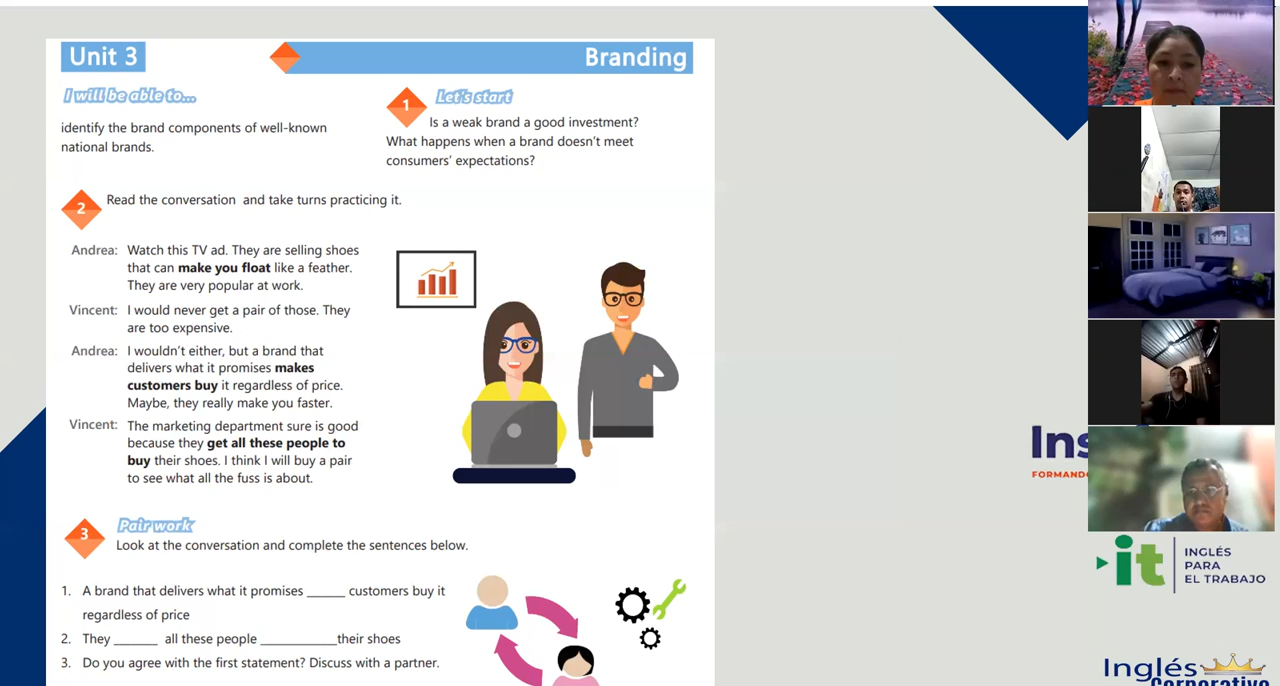 Unit 3
Branding
I will be able to...
identify the brand components of well-known
national brands.
1
Let's start
Is a weak brand a good investment?
What happens when a brand doesn't meet
consumers' expectations?
2
Read the conversation and take turns practicing it.
Andrea: Watch this TV ad. They are selling shoes
that can make you float like a feather.
They are very popular at work.
Vincent: I would never get a pair of those. They
are too expensive.
Andrea: I wouldn't either, but a brand that
delivers what it promises makes
customers buy it regardless of price.
Maybe, they really make you faster.
Vincent: The marketing department sure is good
because they get all these people to
buy their shoes. I think I will buy a pair
to see what all the fuss is about.
3
Pair work
Look at the conversation and complete the sentences below.
1. A brand that delivers what it promises ______ customers buy it
regardless of price
2. They _______ all these people ____________their shoes
3. Do you agree with the first statement? Discuss with a partner.
it
INGLÉS
PARA
EL TRABAJO
Inglés
Corporativo